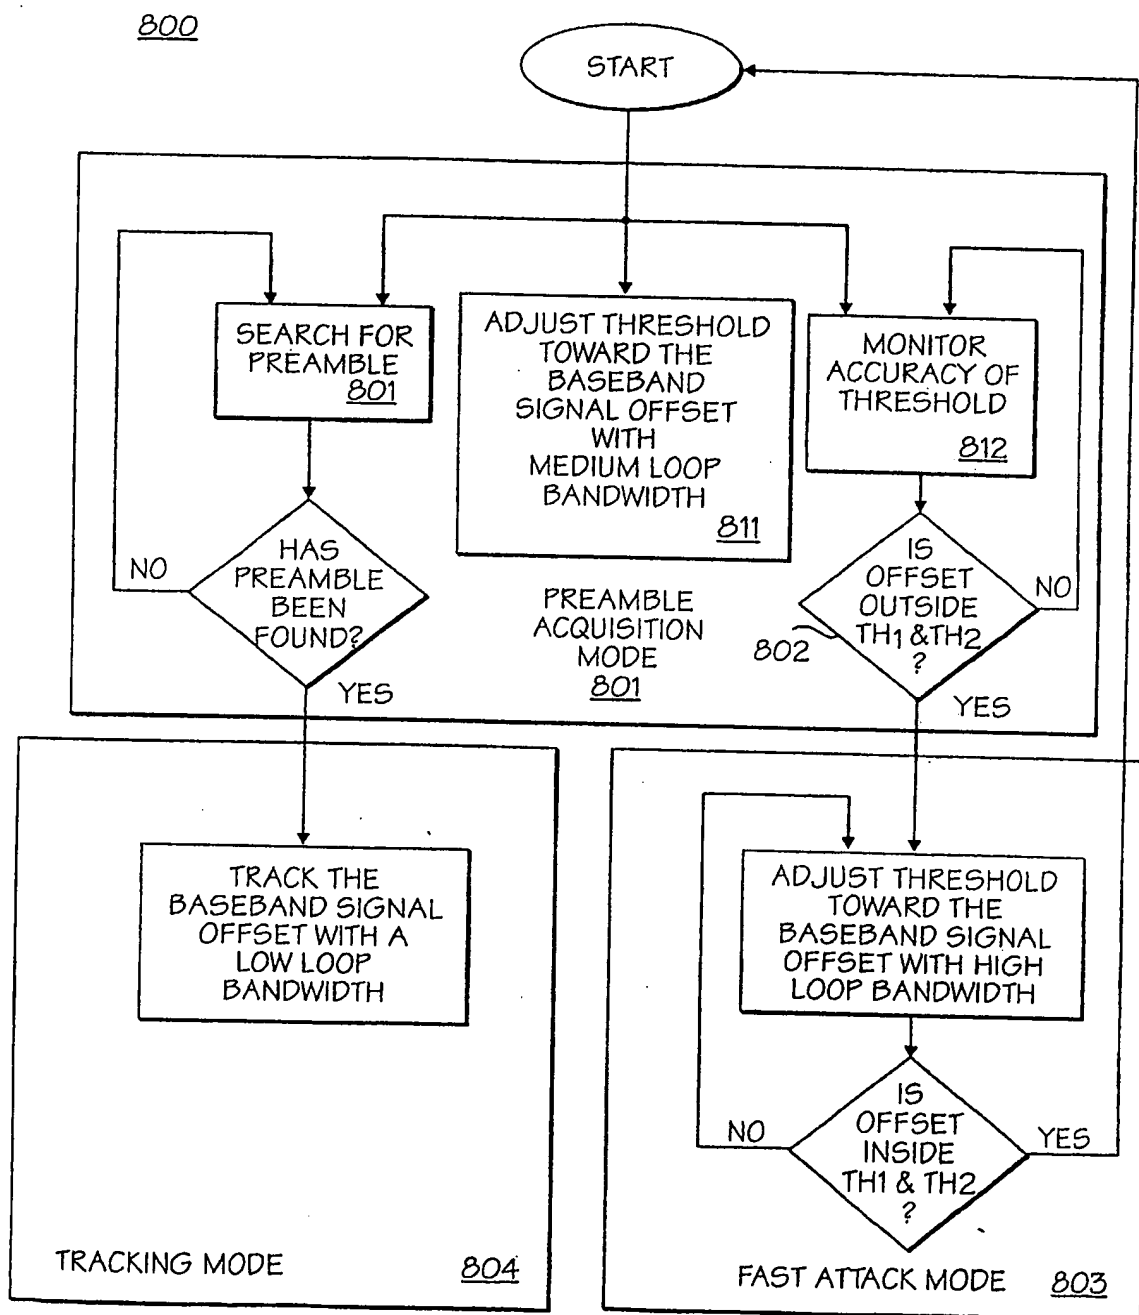 800
START
SEARCH FOR
PREAMBLE
801
ADJUST THRESHOLD
TOWARD THE
BASEBAND
SIGNAL OFFSET
WITH
MEDIUM LOOP
BANDWIDTH
811
MONITOR
ACCURACY OF
THRESHOLD
812
HAS
PREAMBLE
BEEN
FOUND?
NO
YES
PREAMBLE
ACQUISITION
MODE
801
IS
OFFSET
OUTSIDE
TH1 & TH2
?
NO
802
YES
TRACK THE
BASEBAND SIGNAL
OFFSET WITH A
LOW LOOP
BANDWIDTH
TRACKING MODE
804
ADJUST THRESHOLD
TOWARD THE
BASEBAND SIGNAL
OFFSET WITH HIGH
LOOP BANDWIDTH
IS
OFFSET
INSIDE
TH1 & TH2
?
NO
YES
FAST ATTACK MODE
803